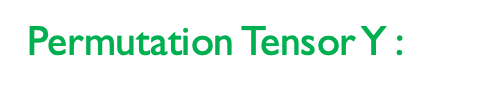 Permutation Tensor Y :